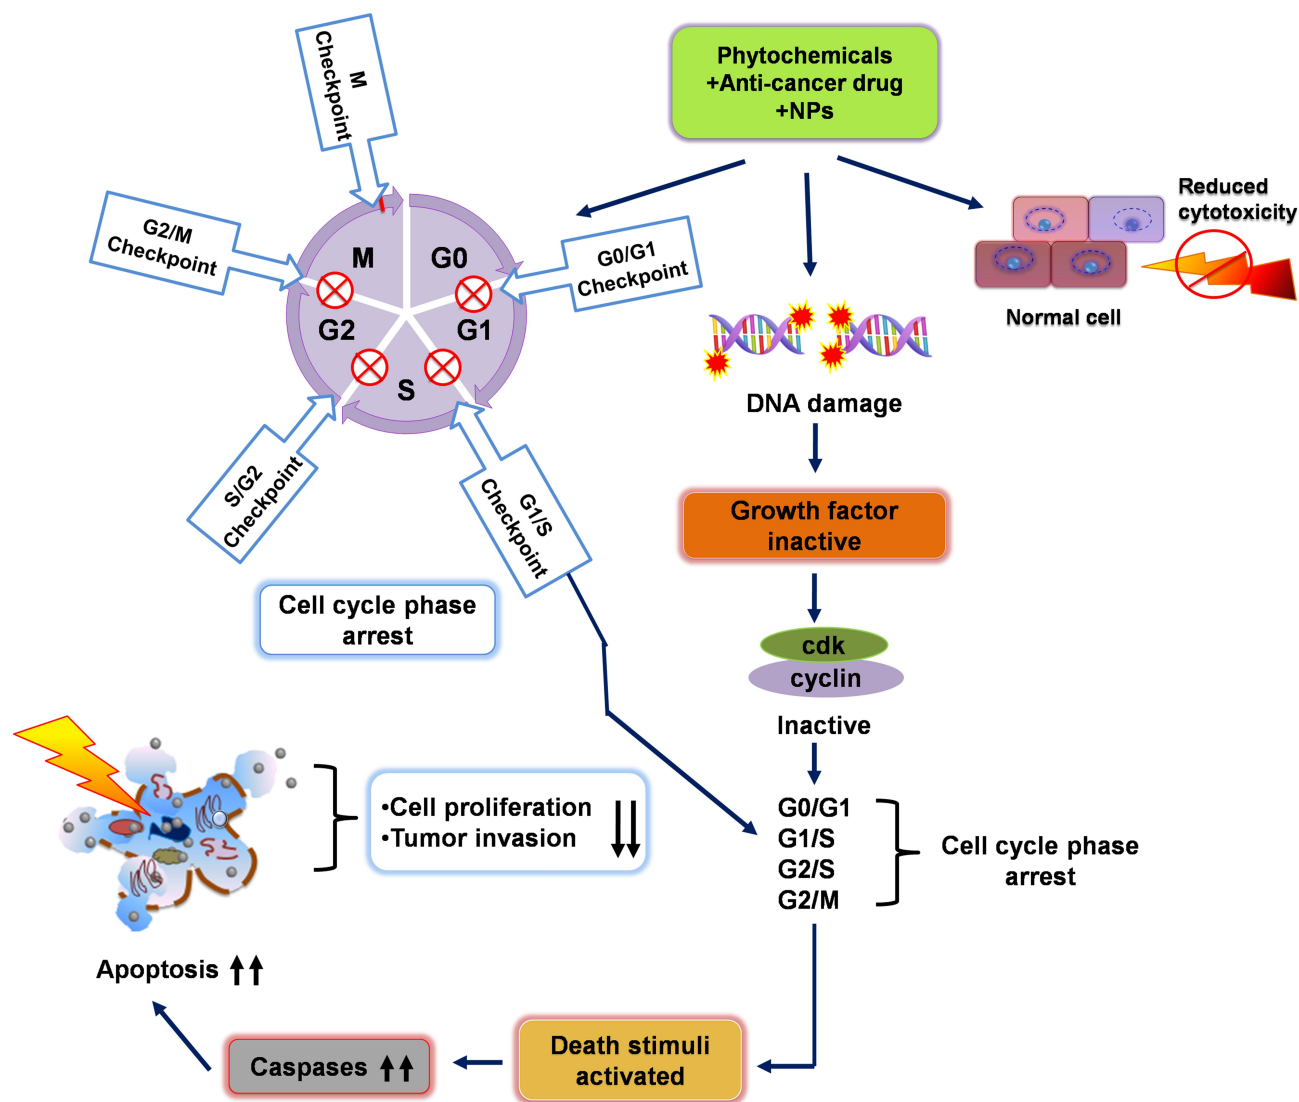 M
Checkpoint
Phytochemicals
+Anti-cancer drug
+NPs
G2/M
Checkpoint
G0/G1
Checkpoint
Reduced
cytotoxicity
M
G0
G2
G1
S
Normal cell
DNA damage
S/G2
Checkpoint
G1/S
Checkpoint
Growth factor
inactive
Cell cycle phase
arrest
cdk
cyclin
Inactive
•Cell proliferation
•Tumor invasion
G0/G1
G1/S
G2/S
G2/M
Cell cycle phase
arrest
Apoptosis
Caspases
Death stimuli
activated